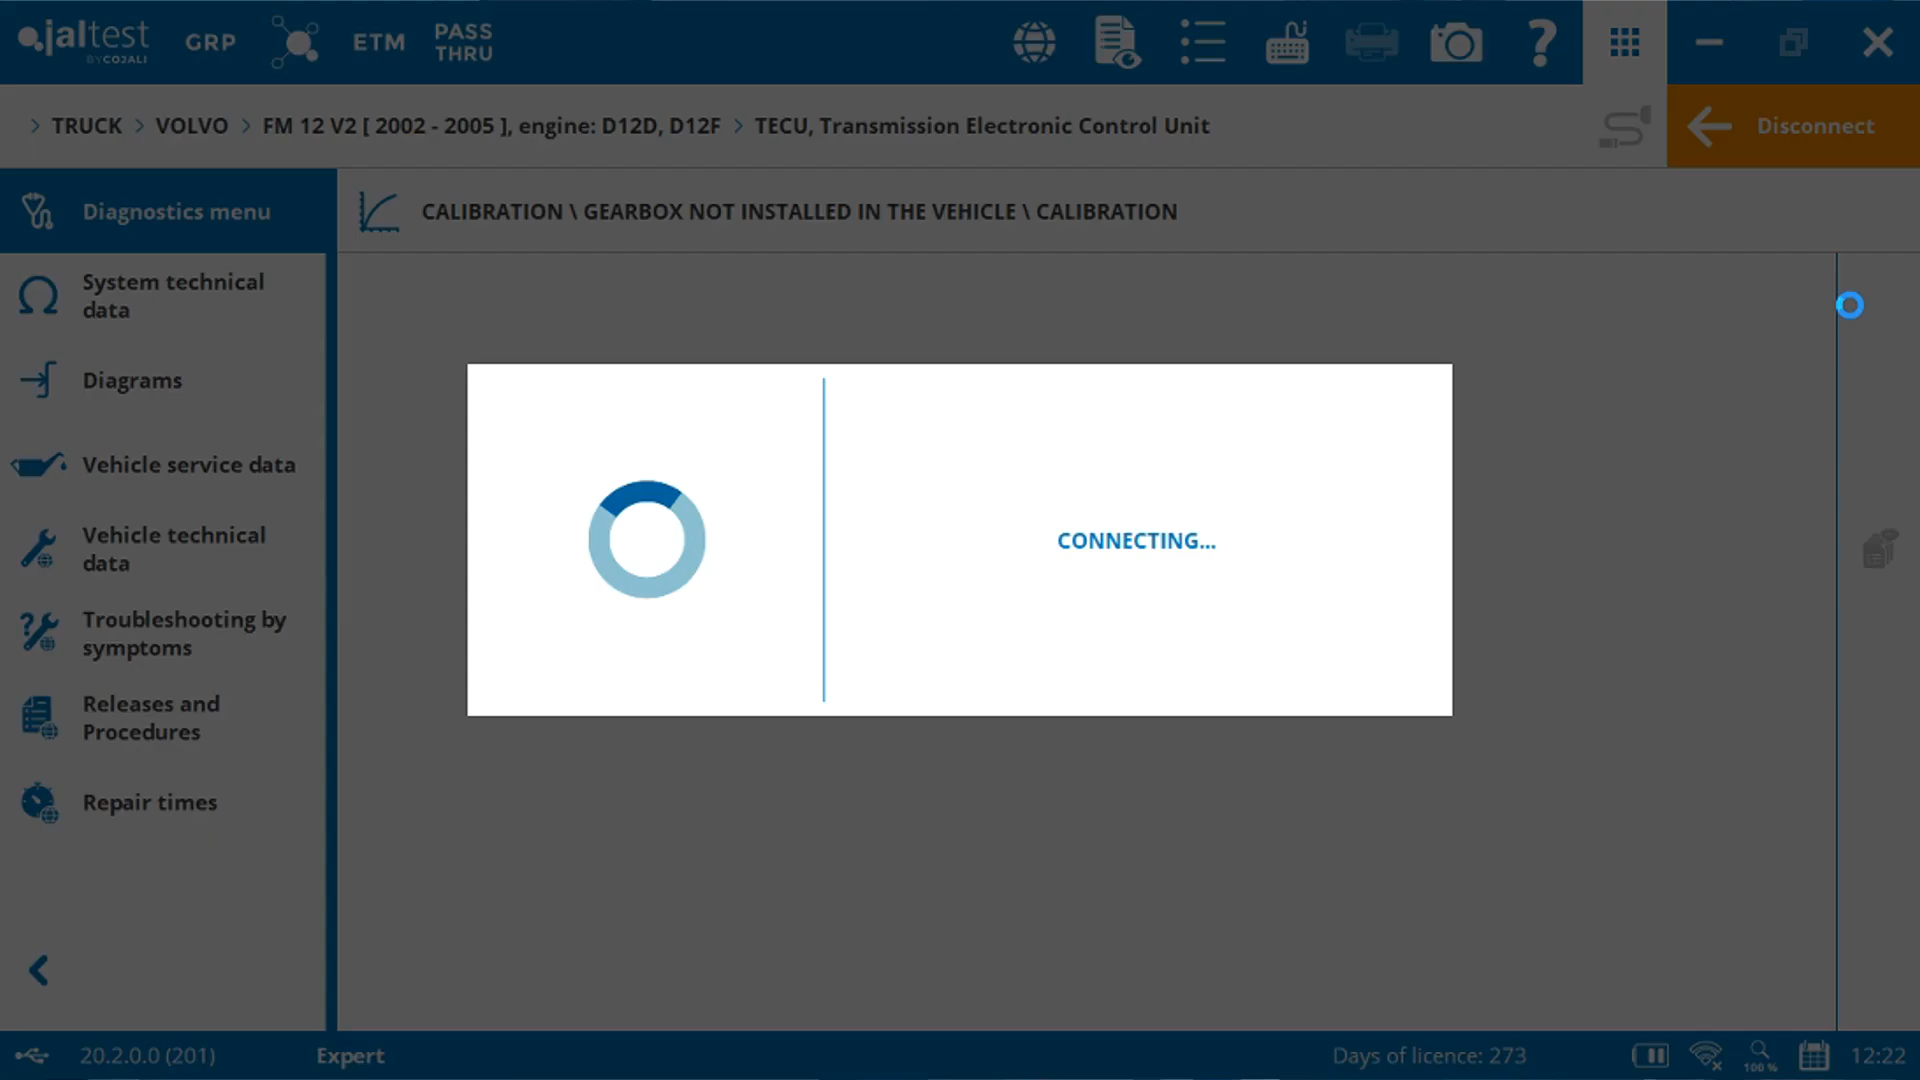 jaltest
BY COJALI
GRP
ETM
PASS
THRU
?
> TRUCK > VOLVO > FM 12 V2 [ 2002 - 2005 ], engine: D12D, D12F > TECU, Transmission Electronic Control Unit
Disconnect
Diagnostics menu
CALIBRATION \ GEARBOX NOT INSTALLED IN THE VEHICLE \ CALIBRATION
System technical
data
Diagrams
Vehicle service data
Vehicle technical
data
Troubleshooting by
symptoms
Releases and
Procedures
Repair times
CONNECTING...
20.2.0.0 (201)
Expert
Days of licence: 273
100 %
12:22